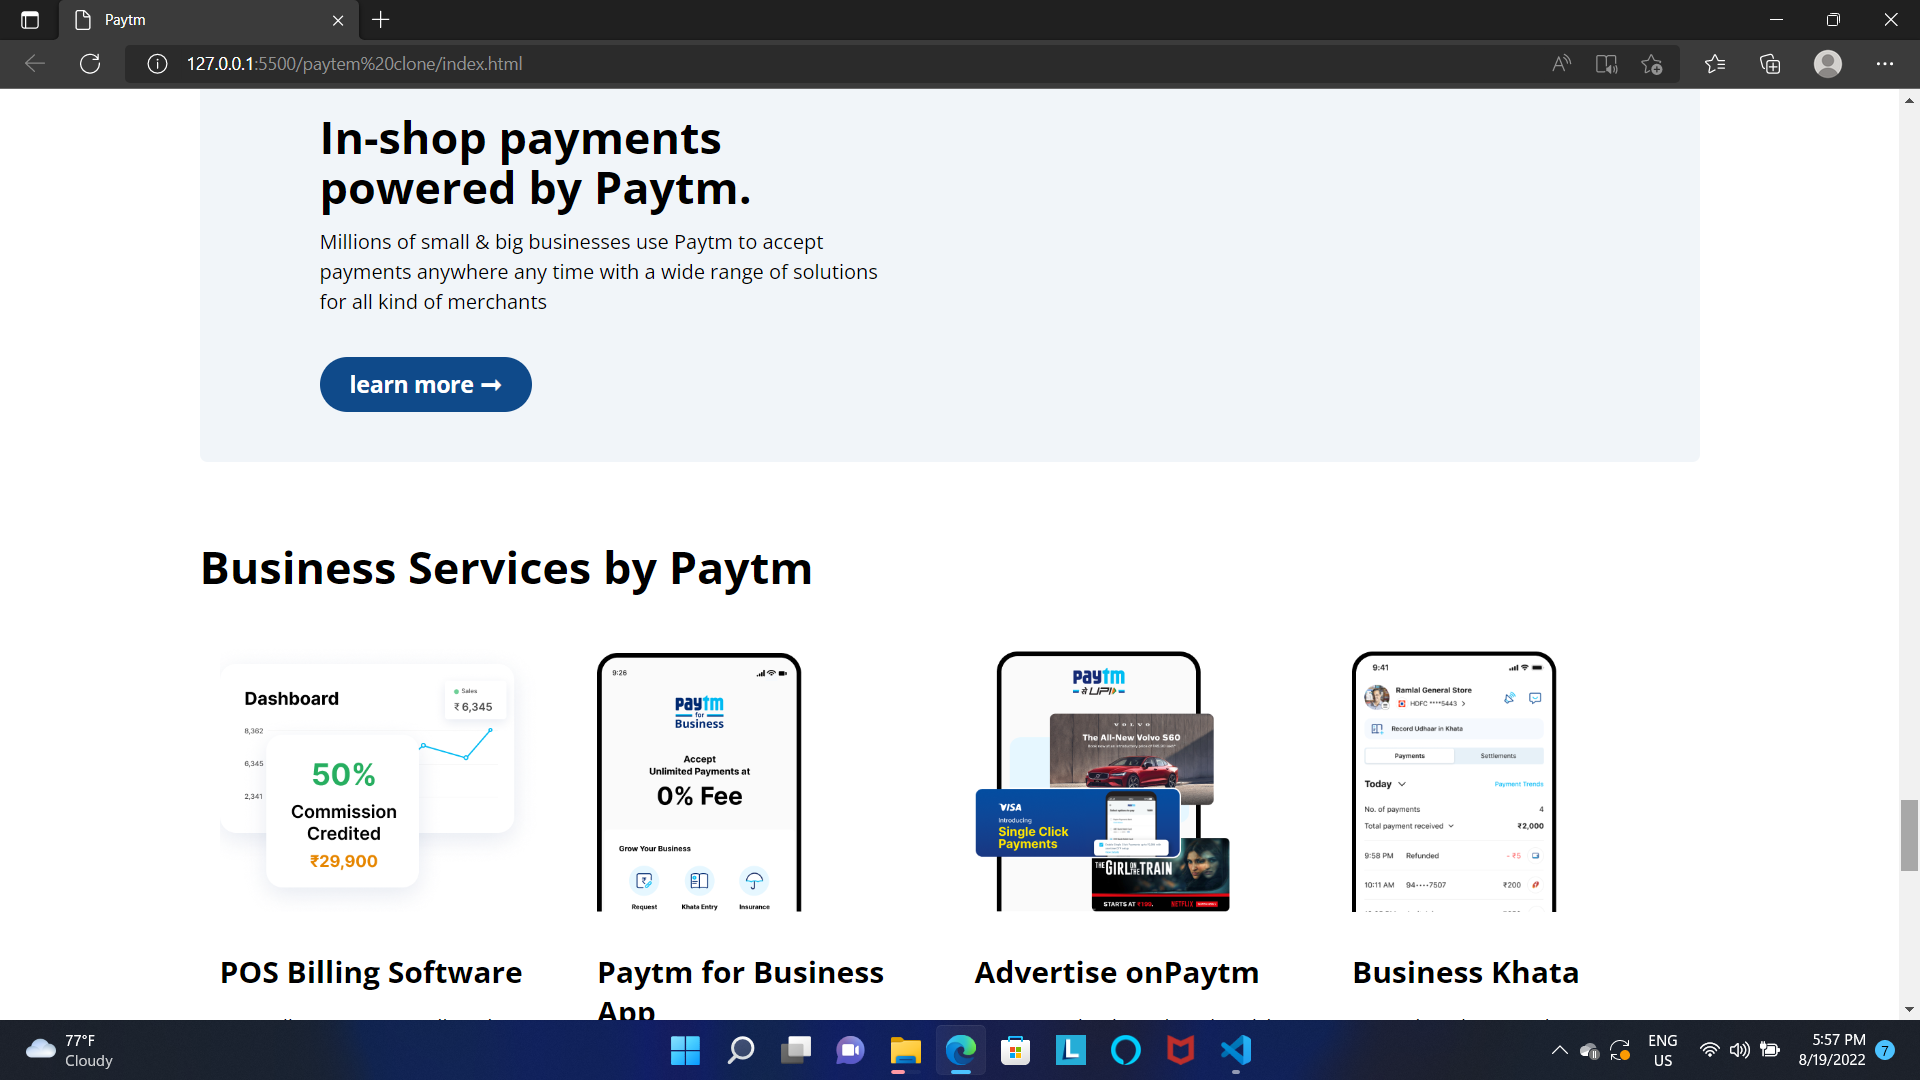 Paytm
127.0.0.1:5500/paytem%20clone/index.html
In-shop payments
powered by Paytm.
Millions of small & big businesses use Paytm to accept
payments anywhere any time with a wide range of solutions
for all kind of merchants
learn more ➞
Business Services by Paytm
Dashboard
Sales
₹ 6,345
8,362
6,345
2,341
50%
Commission
Credited
₹29,900
9:26
paytm
for
Business
Accept
Unlimited Payments at
0% Fee
Grow Your Business
Request
Khata Entry
Insurance
paytm
से UPI
VOLVO
The All-New Volvo S60
VISA
Introducing
Single Click
Payments
THE GIRL ON THE TRAIN
STARTS AT ₹199.
NETFLIX
9:41
Ramlal General Store
HDFC ****5443
Record Udhaar in Khata
Payments
Settlements
Today
Payment Trends
No. of payments
4
Total payment received
₹2,000
9:58 PM
Refunded
- ₹5
10:11 AM
94••••7507
₹200
POS Billing Software
Paytm for Business
App
Advertise onPaytm
Business Khata
77°F
Cloudy
ENG
US
5:57 PM
8/19/2022
7